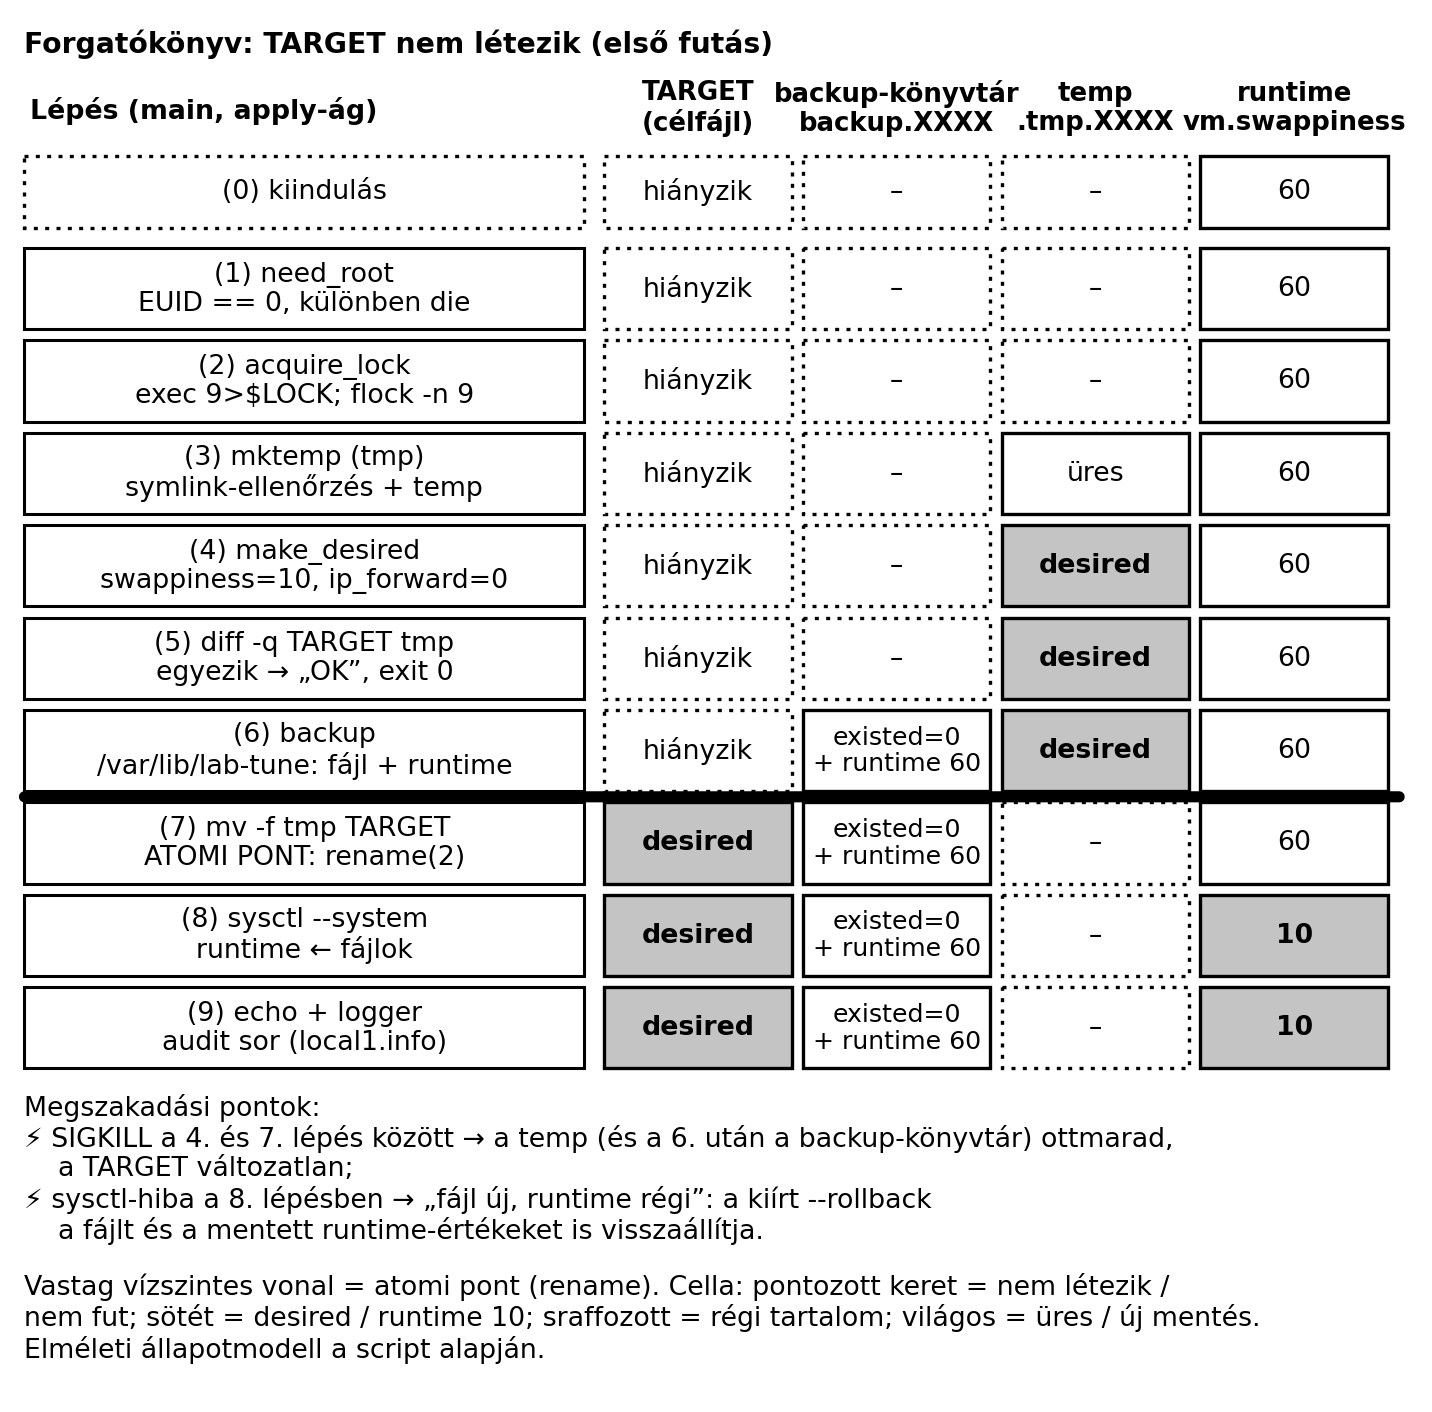 Forgatókönyv: TARGET nem létezik (első futás)
Lépés (main, apply-ág)
TARGET
(célfájl)
backup-könyvtár
backup.XXXX
temp
.tmp.XXXX
runtime
vm.swappiness
(0) kiindulás
hiányzik
–
–
60
(1) need_root
EUID == 0, különben die
hiányzik
–
–
60
(2) acquire_lock
exec 9>$LOCK; flock -n 9
hiányzik
–
–
60
(3) mktemp (tmp)
symlink-ellenőrzés + temp
hiányzik
–
üres
60
(4) make_desired
swappiness=10, ip_forward=0
hiányzik
–
desired
60
(5) diff -q TARGET tmp
egyezik → „OK”, exit 0
hiányzik
–
desired
60
(6) backup
/var/lib/lab-tune: fájl + runtime
hiányzik
existed=0
+ runtime 60
desired
60
(7) mv -f tmp TARGET
ATOMI PONT: rename(2)
desired
existed=0
+ runtime 60
–
60
(8) sysctl --system
runtime ← fájlok
desired
existed=0
+ runtime 60
–
10
(9) echo + logger
audit sor (local1.info)
desired
existed=0
+ runtime 60
–
10
Megszakadási pontok:
⚡ SIGKILL a 4. és 7. lépés között → a temp (és a 6. után a backup-könyvtár) ottmarad,
a TARGET változatlan;
⚡ sysctl-hiba a 8. lépésben → „fájl új, runtime régi”: a kiírt --rollback
a fájlt és a mentett runtime-értékeket is visszaállítja.
Vastag vízszintes vonal = atomi pont (rename). Cella: pontozott keret = nem létezik /
nem fut; sötét = desired / runtime 10; sraffozott = régi tartalom; világos = üres / új mentés.
Elméleti állapotmodell a script alapján.